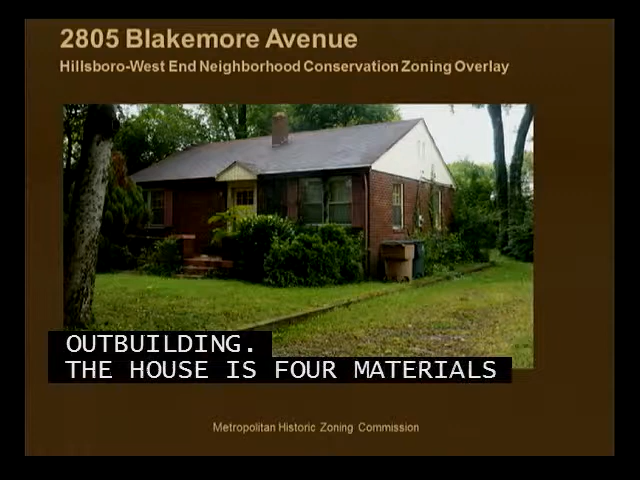 2805 Blakemore Avenue
Hillsboro-West End Neighborhood Conservation Zoning Overlay
OUTBUILDING.
THE HOUSE IS FOUR MATERIALS
Metropolitan Historic Zoning Commission